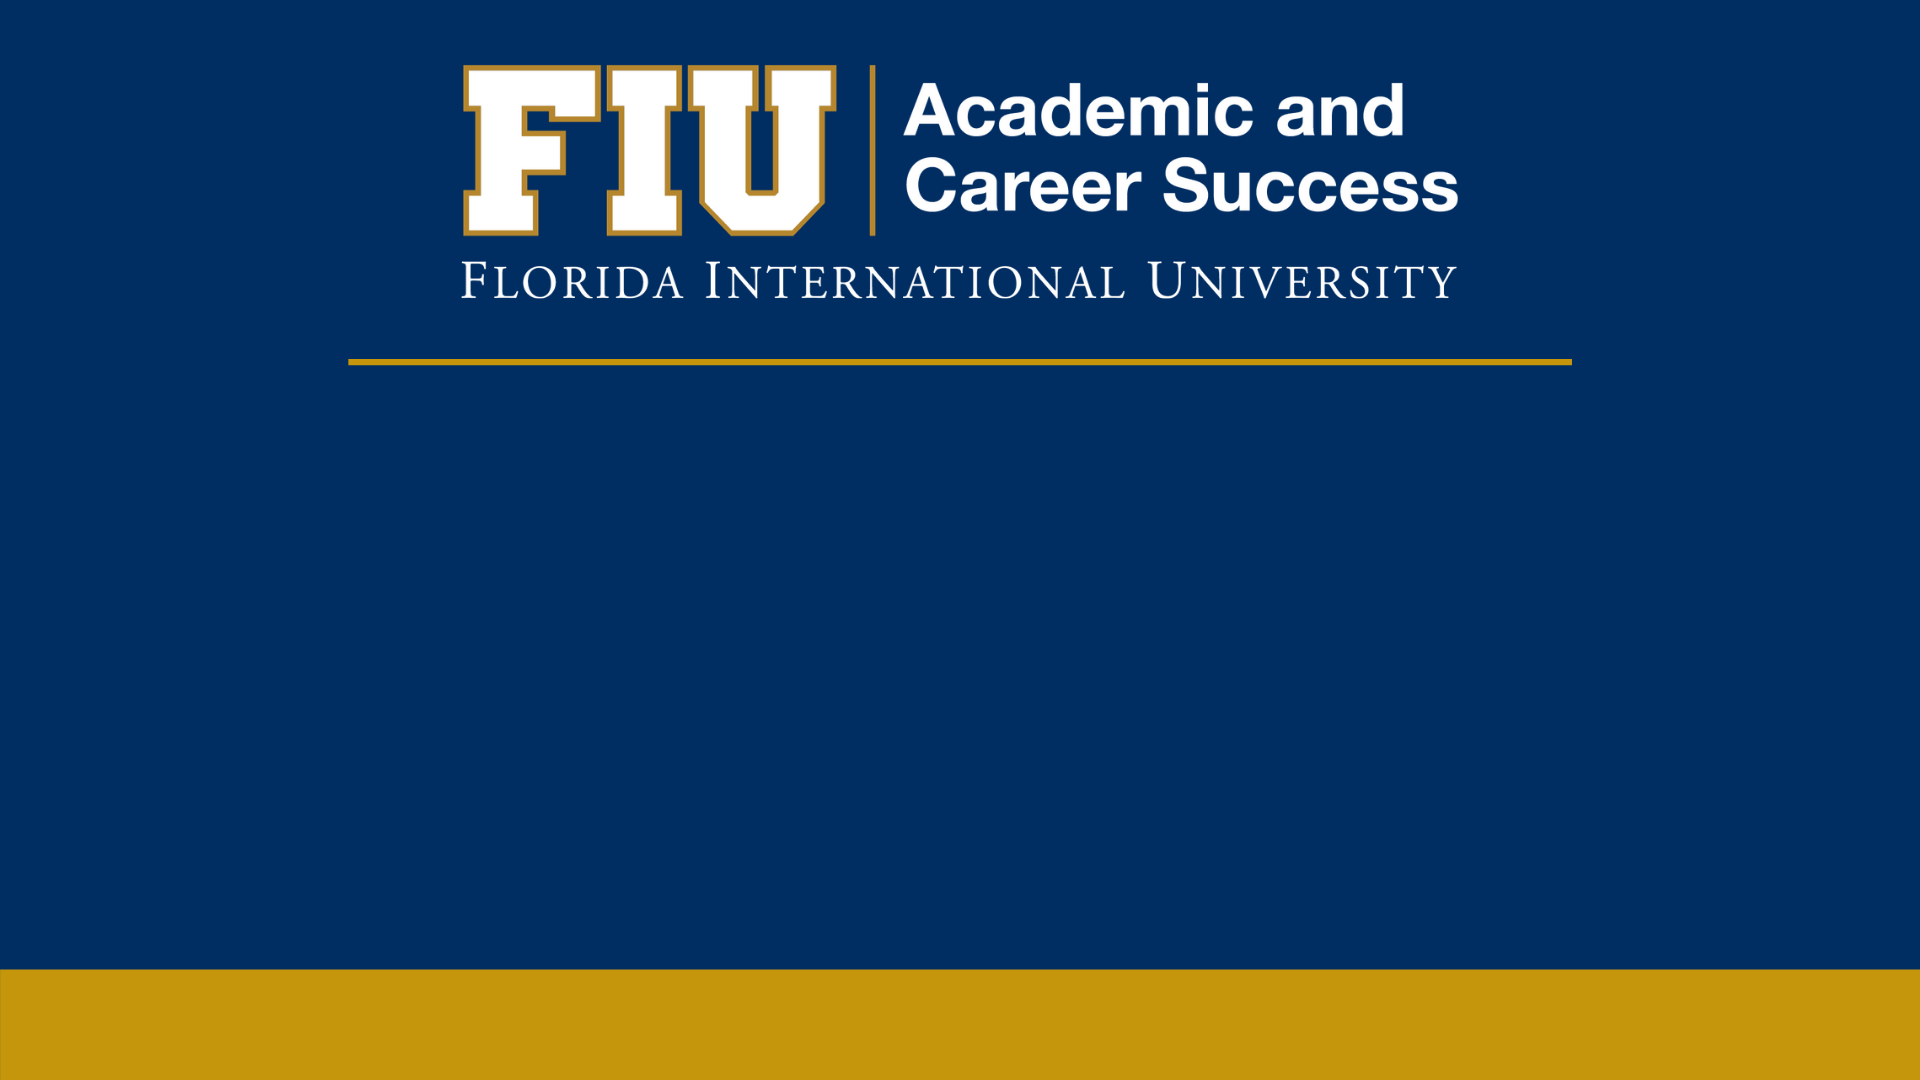 FIU
Academic and
Career Success
FLORIDA INTERNATIONAL UNIVERSITY